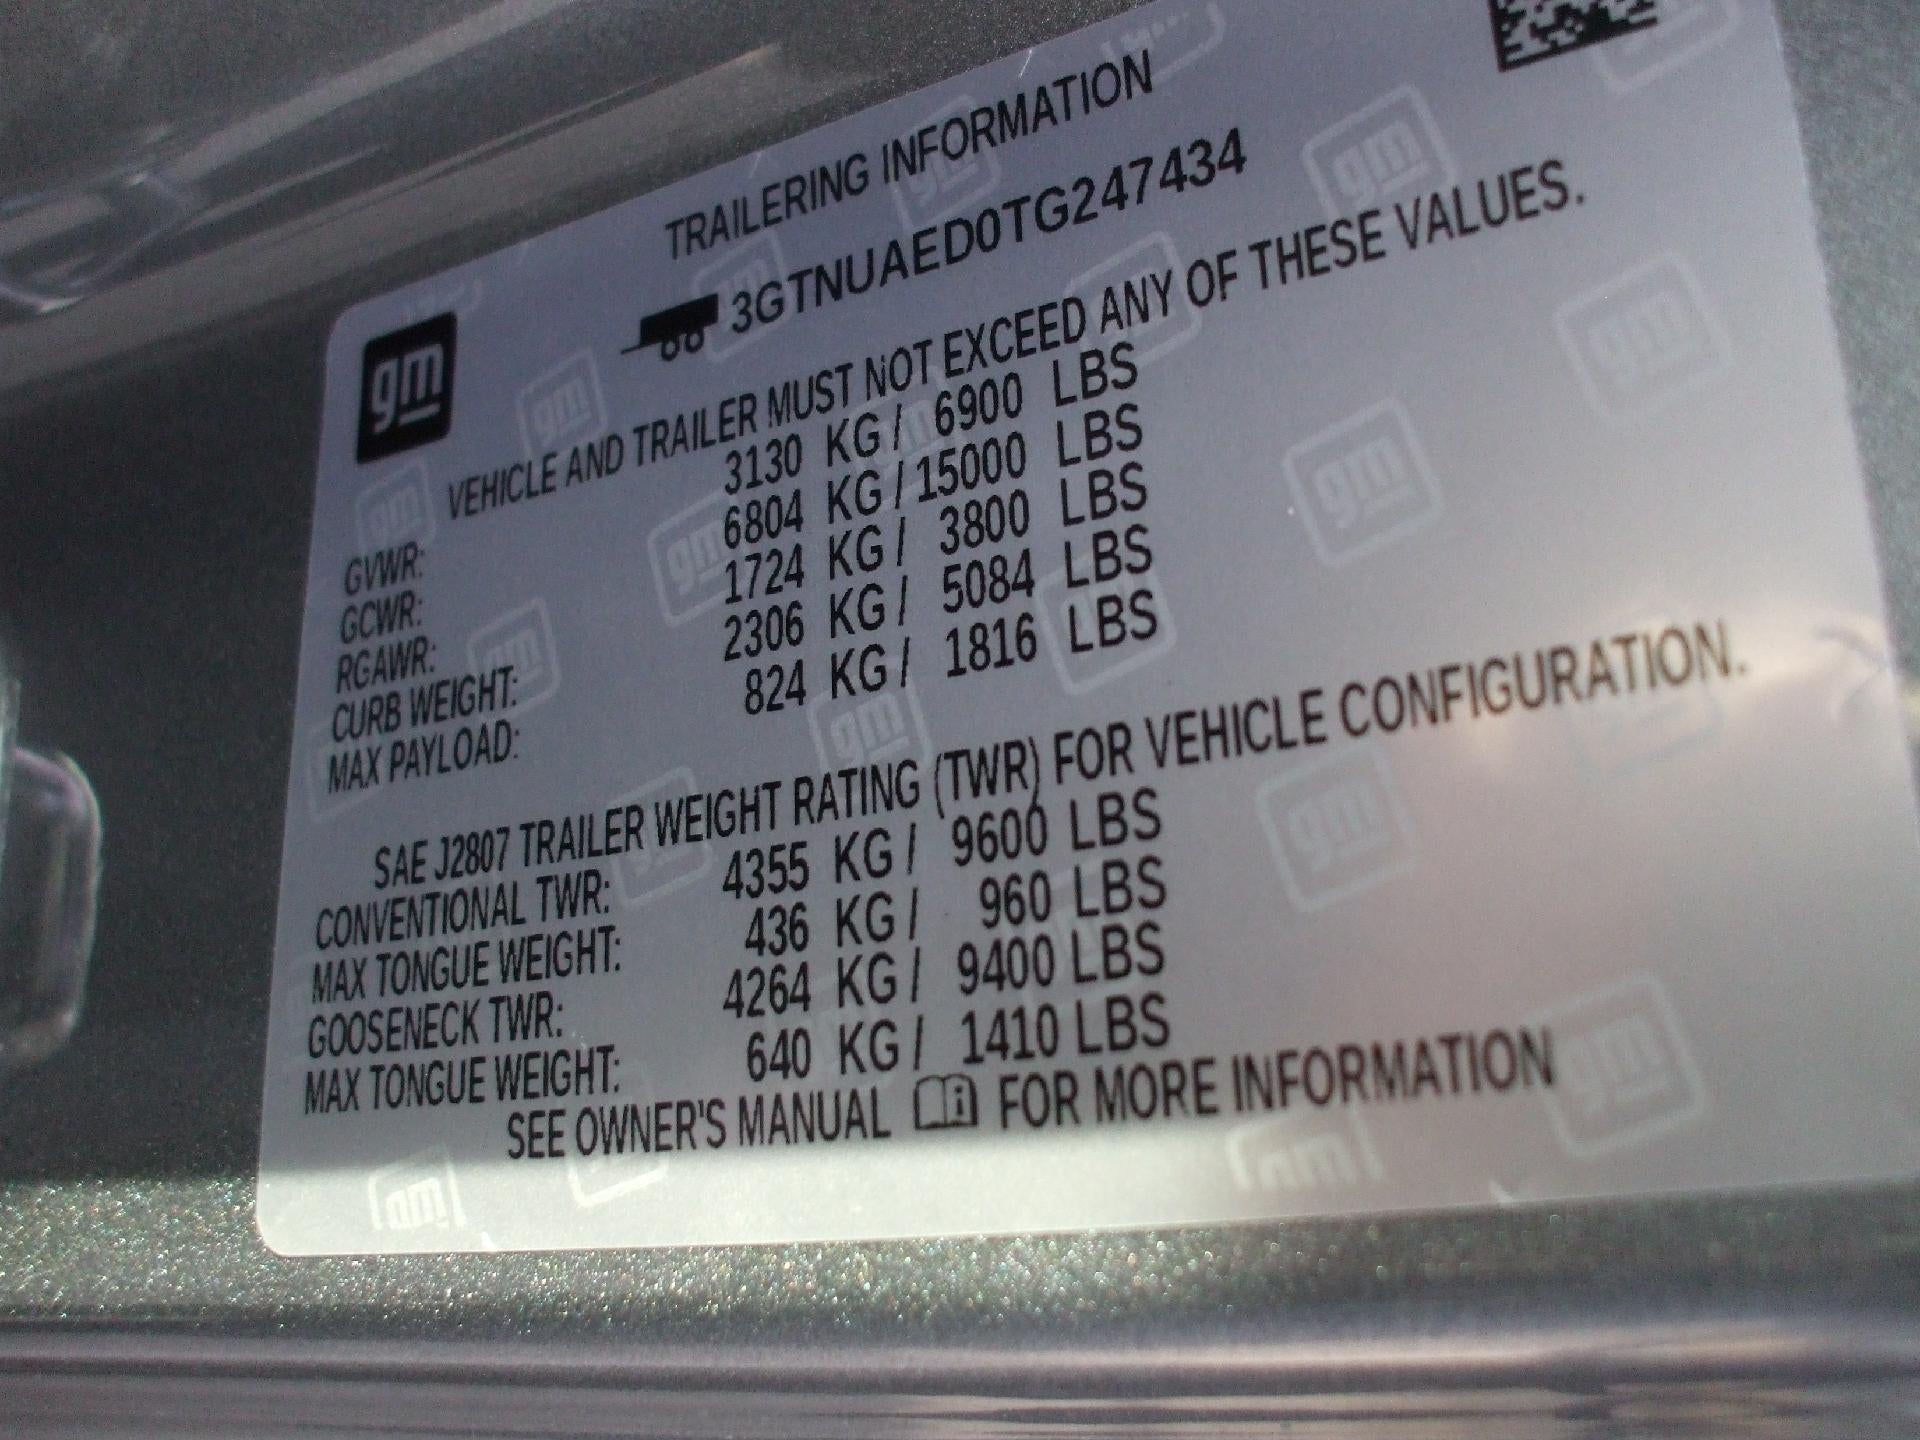 TRAILERING INFORMATION
gm 3GTNUAED0TG247434
VEHICLE AND TRAILER MUST NOT EXCEED ANY OF THESE VALUES.
GVWR: 3130 KG / 6900 LBS
GCWR: 6804 KG / 15000 LBS
RGAWR: 1724 KG / 3800 LBS
CURB WEIGHT: 2306 KG / 5084 LBS
MAX PAYLOAD: 824 KG / 1816 LBS
SAE J2807 TRAILER WEIGHT RATING (TWR) FOR VEHICLE CONFIGURATION.
CONVENTIONAL TWR: 4355 KG / 9600 LBS
MAX TONGUE WEIGHT: 436 KG / 960 LBS
GOOSENECK TWR: 4264 KG / 9400 LBS
MAX TONGUE WEIGHT: 640 KG / 1410 LBS
SEE OWNER'S MANUAL FOR MORE INFORMATION